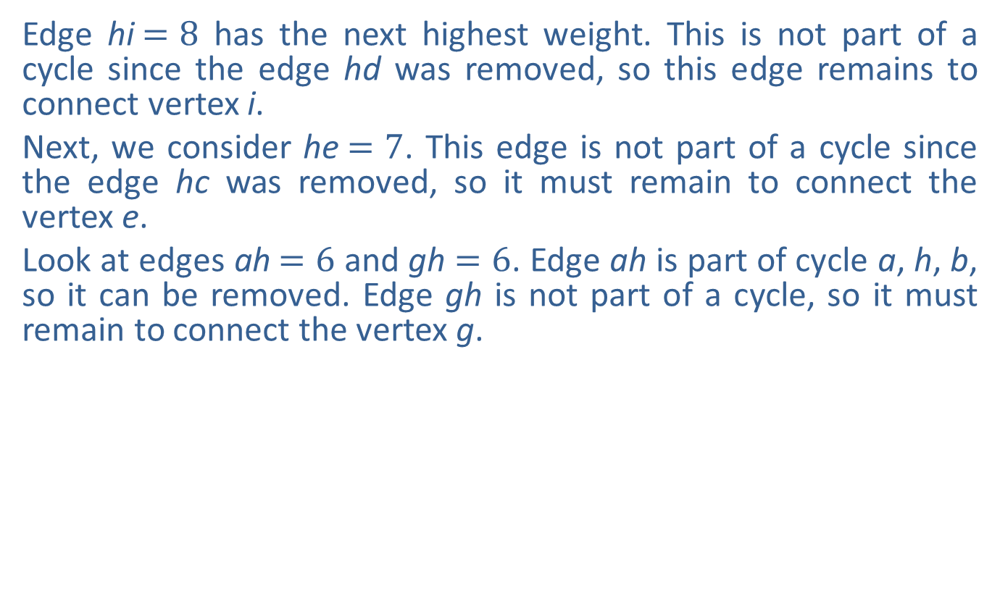 Edge hi = 8 has the next highest weight. This is not part of a
cycle since the edge hd was removed, so this edge remains to
connect vertex i.
Next, we consider he = 7. This edge is not part of a cycle since
the edge hc was removed, so it must remain to connect the
vertex e.
Look at edges ah = 6 and gh = 6. Edge ah is part of cycle a, h, b,
so it can be removed. Edge gh is not part of a cycle, so it must
remain to connect the vertex g.